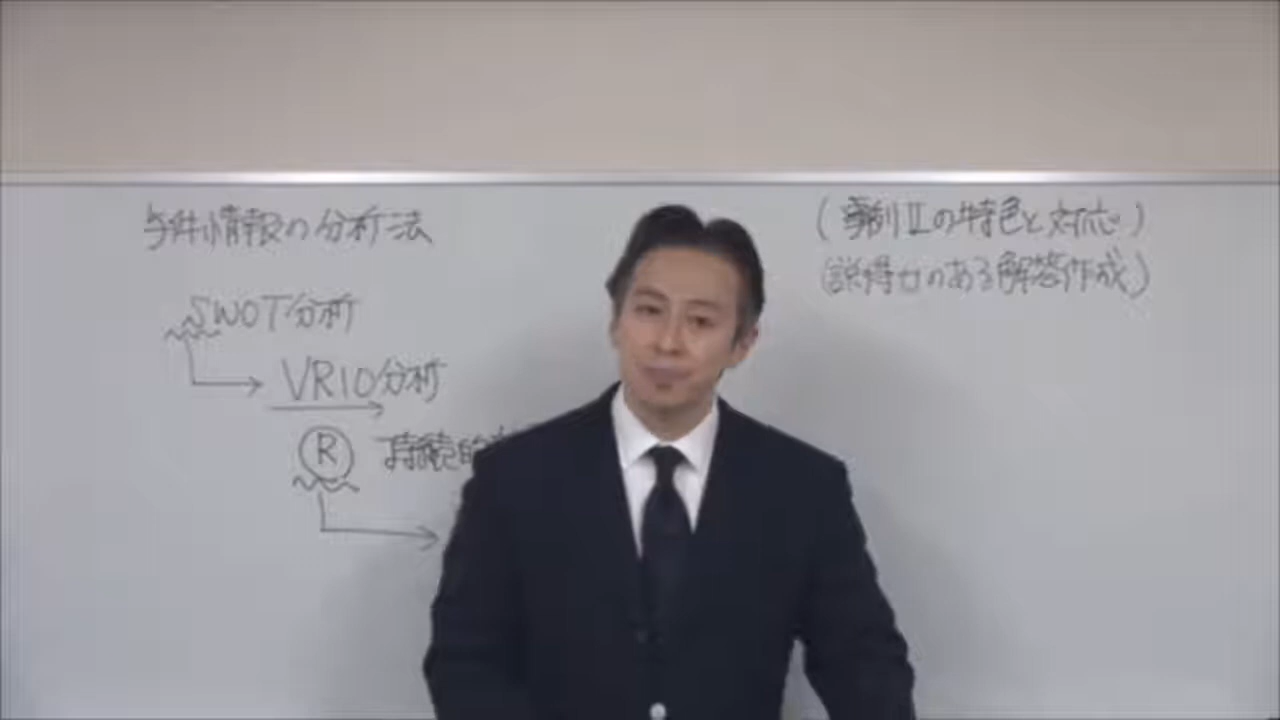 与件情報の分析法
SWOT分析
VRIO分析
R 持続的
(事例Ⅱの特色と対応)
(説得力のある解答作成)